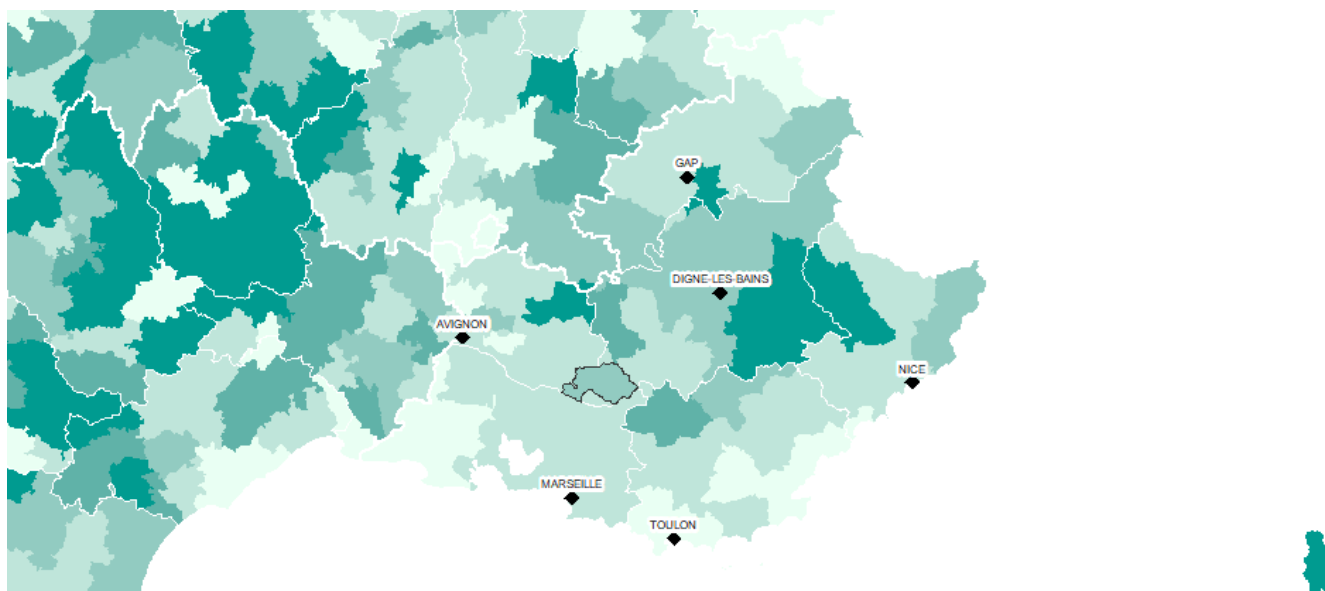 GAP
DIGNE-LES-BAINS
AVIGNON
NICE
MARSEILLE
TOULON